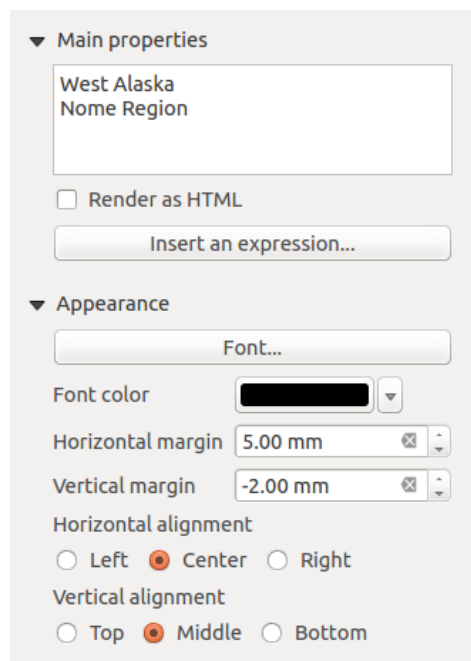 Main properties
West Alaska
Nome Region
Render as HTML
Insert an expression...
Appearance
Font...
Font color
Horizontal margin 5.00 mm
Vertical margin -2.00 mm
Horizontal alignment
Left Center Right
Vertical alignment
Top Middle Bottom